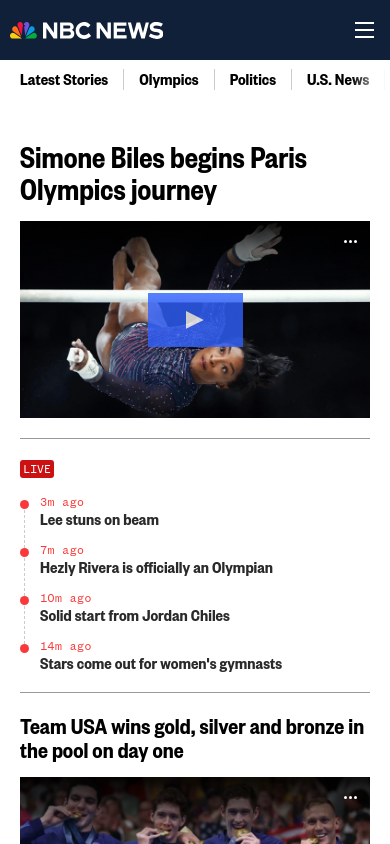 NBC NEWS
Latest Stories
Olympics
Politics
U.S. News
Simone Biles begins Paris
Olympics journey
LIVE
3m ago
Lee stuns on beam
7m ago
Hezly Rivera is officially an Olympian
10m ago
Solid start from Jordan Chiles
14m ago
Stars come out for women's gymnasts
Team USA wins gold, silver and bronze in
the pool on day one